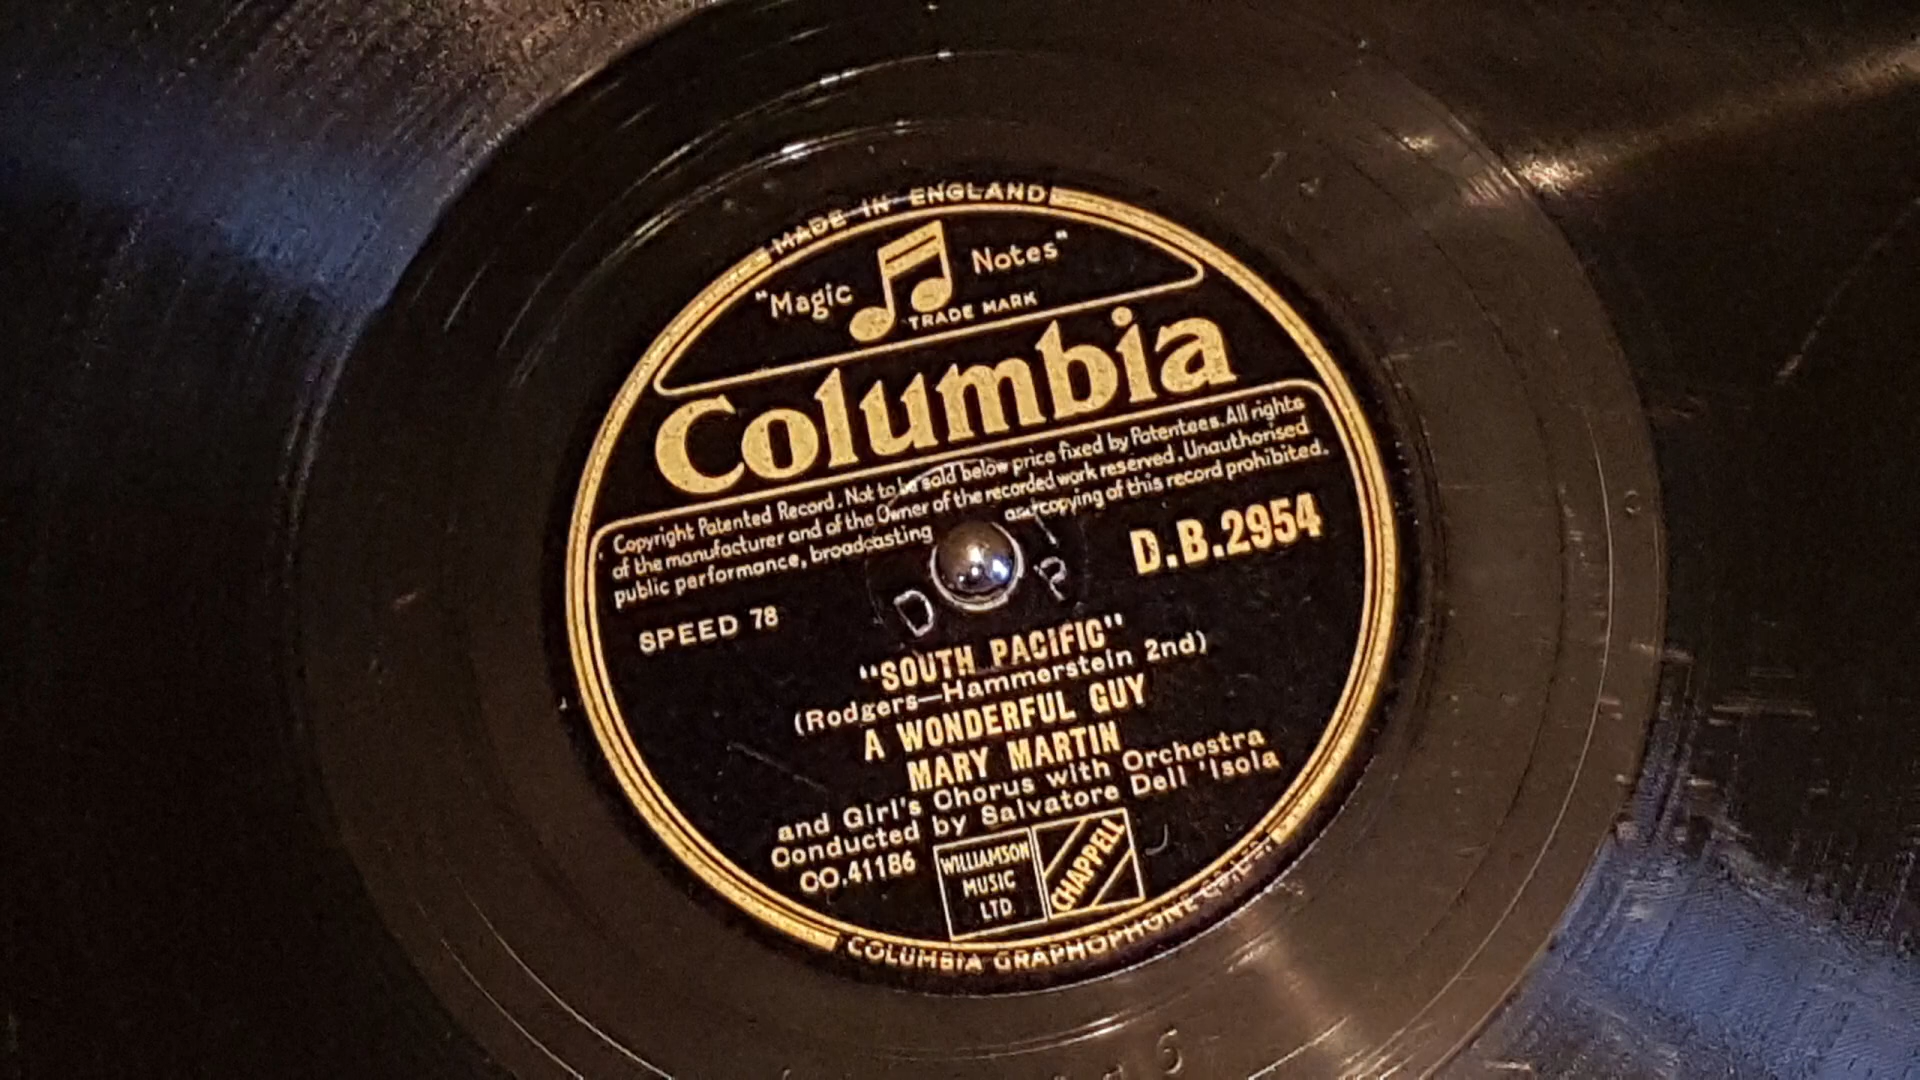 MADE IN ENGLAND
"Magic Notes"
TRADE MARK
Columbia
Copyright Patented Record. Not to be sold below price fixed by Patentees. All rights
of the manufacturer and of the Owner of the recorded work reserved. Unauthorised
public performance, broadcasting copying of this record prohibited.
D.B.2954
SPEED 78
D P
"SOUTH PACIFIC"
(Rodgers—Hammerstein 2nd)
A WONDERFUL GUY
MARY MARTIN
and Girl's Chorus with Orchestra
Conducted by Salvatore Dell 'Isola
CO.41186
WILLIAMSON
MUSIC
LTD.
CHAPPELL
COLUMBIA GRAPHOPHONE